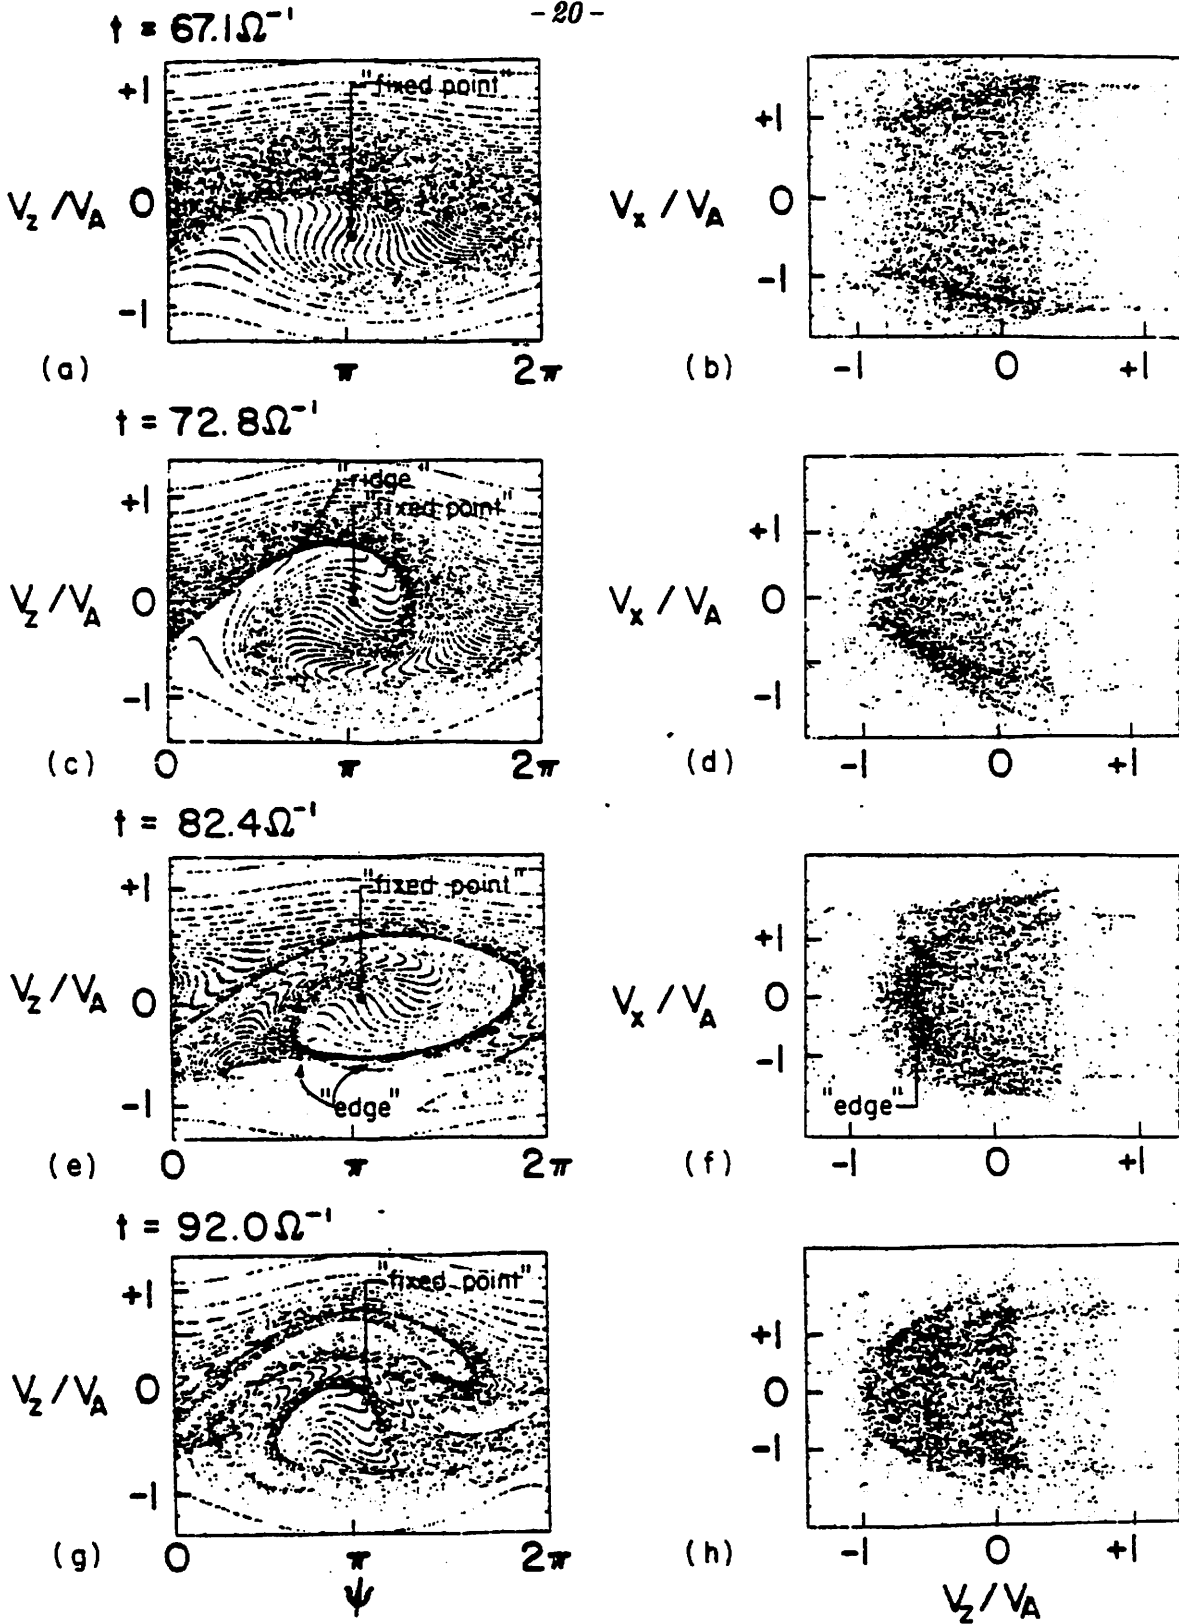 -20-
t = 67.1Ω⁻¹
"fixed point"
+1
V_z/V_A 0
-1
(a) π 2π
+1
V_x/V_A 0
-1
(b) -1 0 +1
t = 72.8Ω⁻¹
"ridge"
"fixed point"
+1
V_z/V_A 0
-1
(c) 0 π 2π
+1
V_x/V_A 0
-1
(d) -1 0 +1
t = 82.4Ω⁻¹
"fixed point"
+1
V_z/V_A 0
-1
"edge"
(e) 0 π 2π
+1
V_x/V_A 0
-1
"edge"
(f) -1 0 +1
t = 92.0Ω⁻¹
"fixed point"
+1
V_z/V_A 0
-1
(g) 0 π 2π
ψ
+1
0
-1
(h) -1 0 +1
V_z/V_A